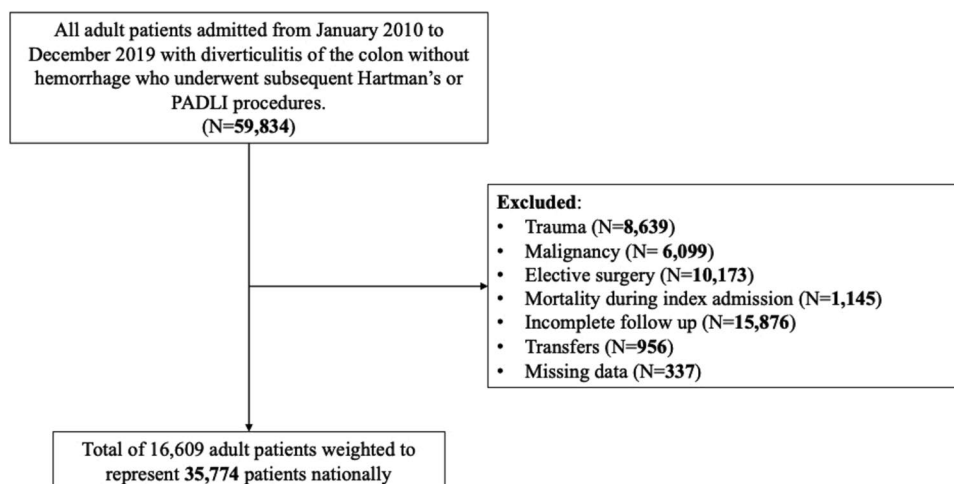 All adult patients admitted from January 2010 to
December 2019 with diverticulitis of the colon without
hemorrhage who underwent subsequent Hartman's or
PADLI procedures.
(N=59,834)
Excluded:
• Trauma (N=8,639)
• Malignancy (N= 6,099)
• Elective surgery (N=10,173)
• Mortality during index admission (N=1,145)
• Incomplete follow up (N=15,876)
• Transfers (N=956)
• Missing data (N=337)
Total of 16,609 adult patients weighted to
represent 35,774 patients nationally